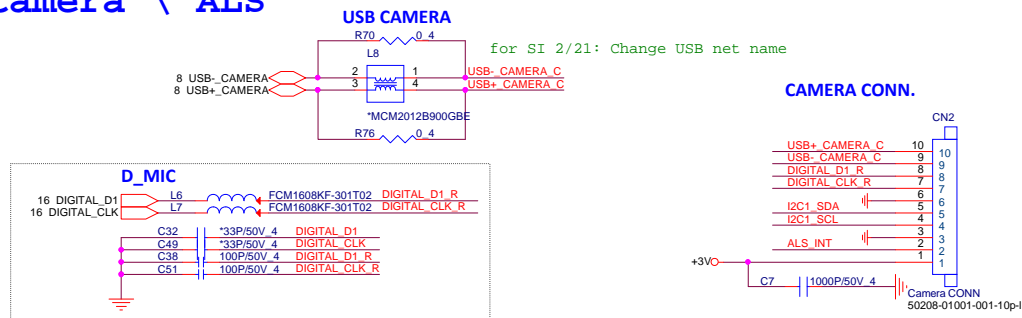 Camera \ ALS
USB CAMERA
R70 0_4
for SI 2/21: Change USB net name
L8
8 USB-_CAMERA 2 1 USB-_CAMERA_C
8 USB+_CAMERA 3 4 USB+_CAMERA_C
*MCM2012B900GBE
R76 0_4
CAMERA CONN.
CN2
USB+_CAMERA_C 10 10
USB-_CAMERA_C 9 9
DIGITAL_D1_R 8 8
DIGITAL_CLK_R 7 7
6 6
I2C1_SDA 5 5
I2C1_SCL 4 4
3 3
ALS_INT 2 2
+3V 1 1
C7 1000P/50V_4
Camera CONN
50208-01001-001-10p-l
D_MIC
16 DIGITAL_D1 L6 FCM1608KF-301T02 DIGITAL_D1_R
16 DIGITAL_CLK L7 FCM1608KF-301T02 DIGITAL_CLK_R
C32 *33P/50V_4 DIGITAL_D1
C49 *33P/50V_4 DIGITAL_CLK
C38 100P/50V_4 DIGITAL_D1_R
C51 100P/50V_4 DIGITAL_CLK_R